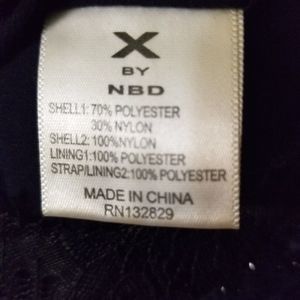 X
BY
NBD
SHELL1: 70% POLYESTER
30% NYLON
SHELL2: 100%NYLON
LINING1:100% POLYESTER
STRAP/LINING2:100% POLYESTER
MADE IN CHINA
RN132829